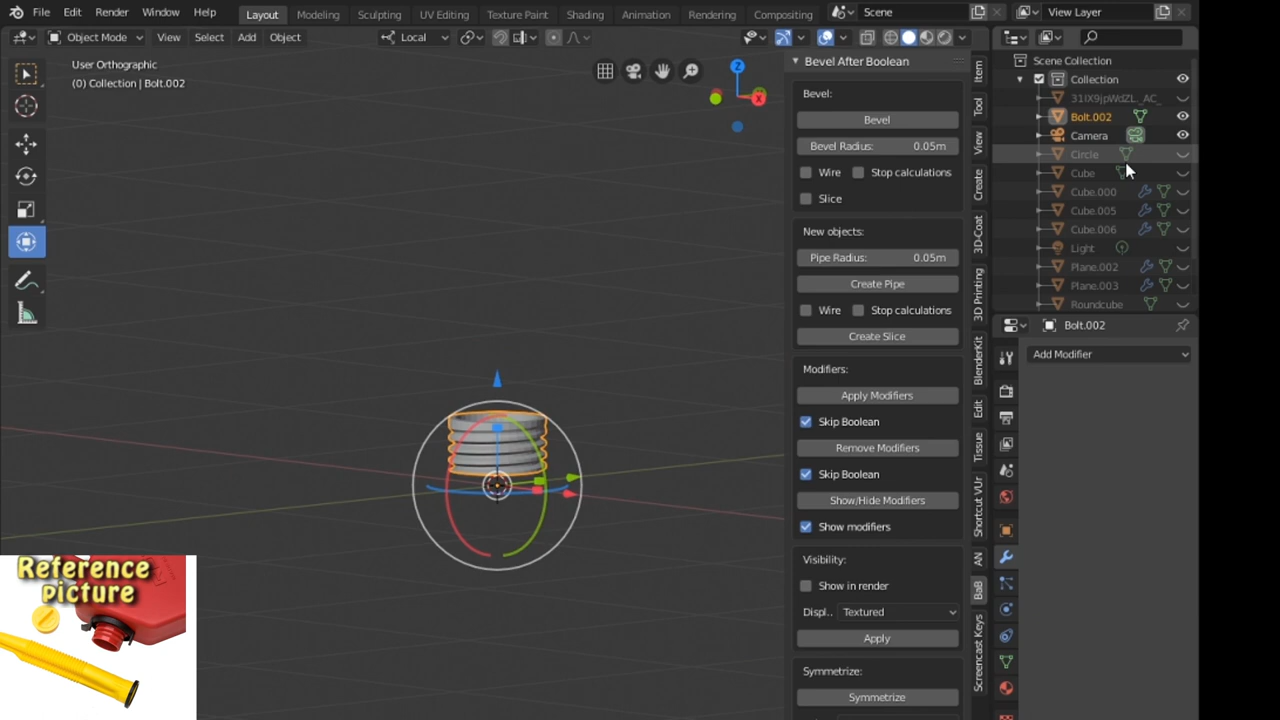 File Edit Render Window Help
Layout Modeling Sculpting UV Editing Texture Paint Shading Animation Rendering Compositing
Scene
View Layer
Object Mode View Select Add Object
Local
User Orthographic
(0) Collection | Bolt.002
Z
X
Bevel After Boolean
Bevel:
Bevel
Bevel Radius: 0.05m
Wire Stop calculations
Slice
New objects:
Pipe Radius: 0.05m
Create Pipe
Wire Stop calculations
Create Slice
Modifiers:
Apply Modifiers
Skip Boolean
Remove Modifiers
Skip Boolean
Show/Hide Modifiers
Show modifiers
Visibility:
Show in render
Displ.. Textured
Apply
Symmetrize:
Symmetrize
Item
Tool
View
Create
3D-Coat
3D Printing
BlenderKit
Edit
Tissue
Shortcut VUr
AN
BaB
Screencast Keys
Scene Collection
Collection
31IX9jpWdZL._AC_
Bolt.002
Camera
Circle
Cube
Cube.000
Cube.005
Cube.006
Light
Plane.002
Plane.003
Roundcube
Bolt.002
Add Modifier
Reference
picture